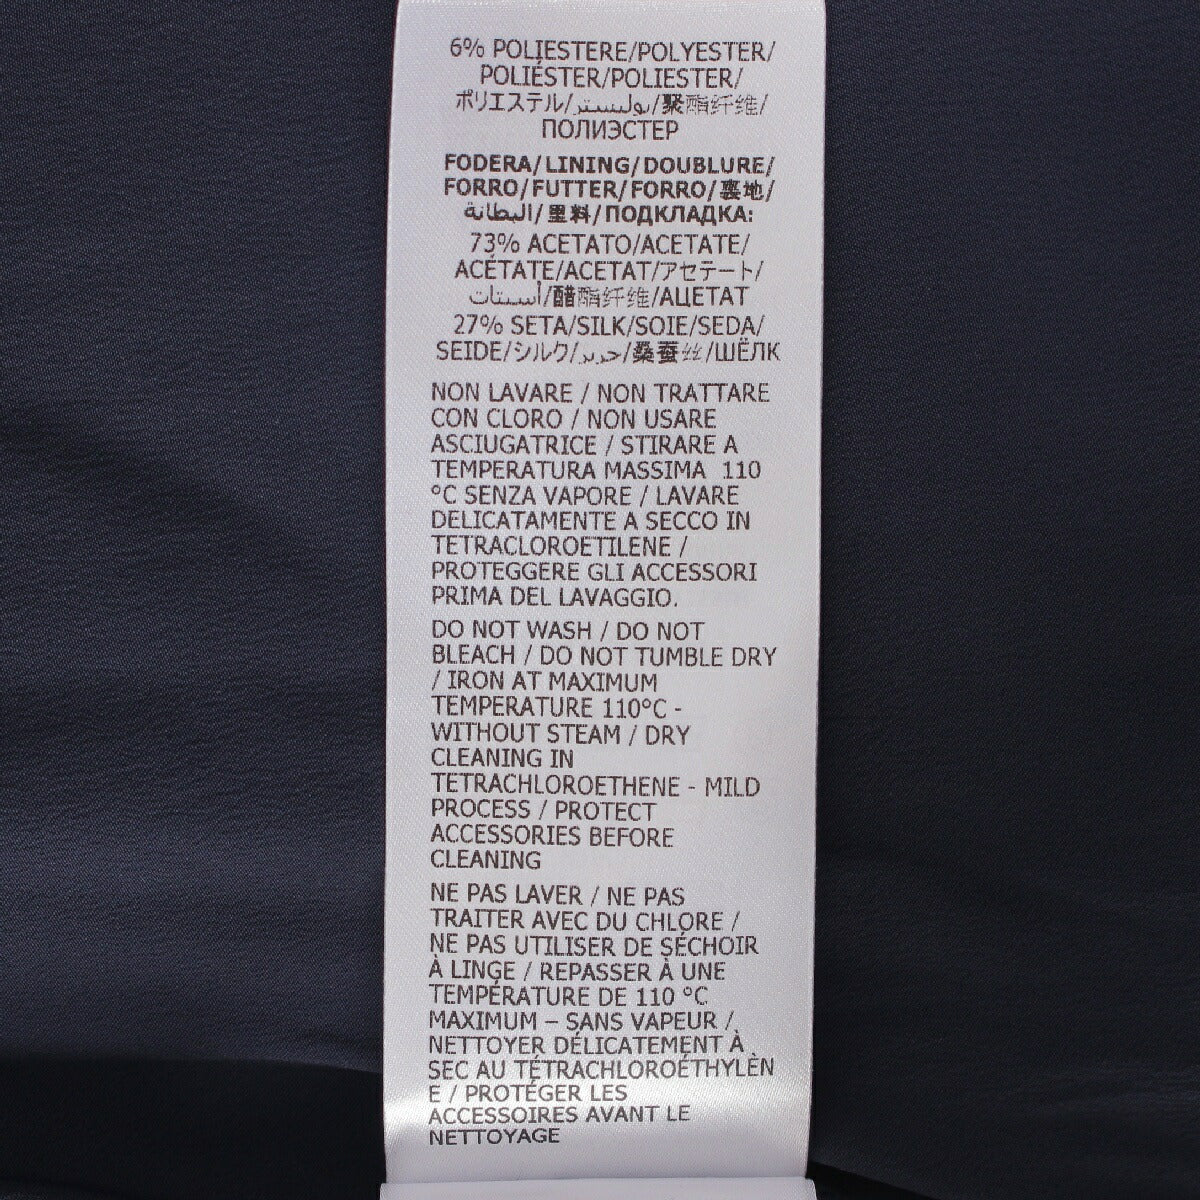 6% POLIESTERE/POLYESTER/
POLIÉSTER/POLIESTER/
ポリエステル/بوليستر/聚酯纤维/
ПОЛИЭСТЕР
FODERA/LINING/DOUBLURE/
FORRO/FUTTER/FORRO/裏地/
البطانة/里料/ПОДКЛАДКА:
73% ACETATO/ACETATE/
ACÉTATE/ACETAT/アセテート/
أسيتات/醋酯纤维/АЦЕТАТ
27% SETA/SILK/SOIE/SEDA/
SEIDE/シルク/حرير/桑蚕丝/ШЁЛК
NON LAVARE / NON TRATTARE
CON CLORO / NON USARE
ASCIUGATRICE / STIRARE A
TEMPERATURA MASSIMA 110
°C SENZA VAPORE / LAVARE
DELICATAMENTE A SECCO IN
TETRACLOROETILENE /
PROTEGGERE GLI ACCESSORI
PRIMA DEL LAVAGGIO.
DO NOT WASH / DO NOT
BLEACH / DO NOT TUMBLE DRY
/ IRON AT MAXIMUM
TEMPERATURE 110°C -
WITHOUT STEAM / DRY
CLEANING IN
TETRACHLOROETHENE - MILD
PROCESS / PROTECT
ACCESSORIES BEFORE
CLEANING
NE PAS LAVER / NE PAS
TRAITER AVEC DU CHLORE /
NE PAS UTILISER DE SÉCHOIR
À LINGE / REPASSER À UNE
TEMPÉRATURE DE 110 °C
MAXIMUM – SANS VAPEUR /
NETTOYER DÉLICATEMENT À
SEC AU TÉTRACHLOROÉTHYLÈN
E / PROTÉGER LES
ACCESSOIRES AVANT LE
NETTOYAGE